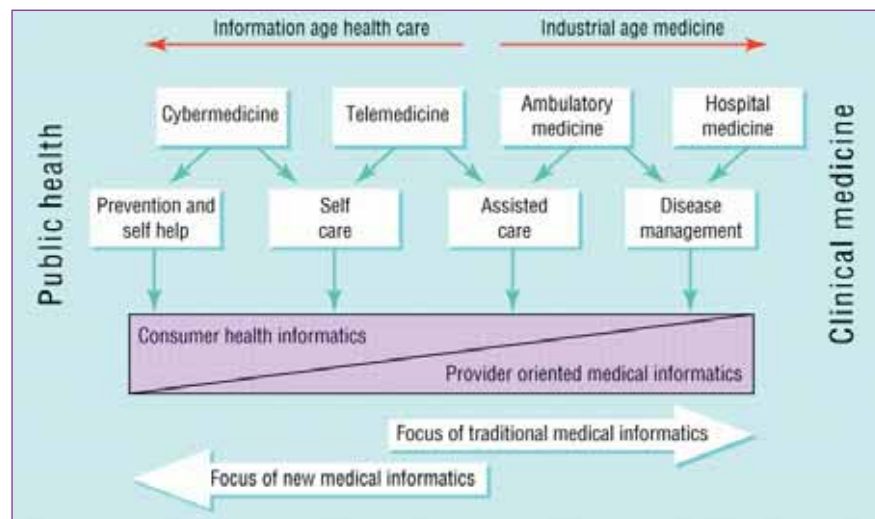 Information age health care
Industrial age medicine
Public health
Clinical medicine
Cybermedicine
Telemedicine
Ambulatory
medicine
Hospital
medicine
Prevention and
self help
Self
care
Assisted
care
Disease
management
Consumer health informatics
Provider oriented medical informatics
Focus of traditional medical informatics
Focus of new medical informatics